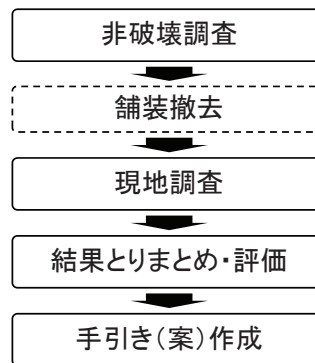 非破壊調査
舗装撤去
現地調査
結果とりまとめ・評価
手引き（案）作成